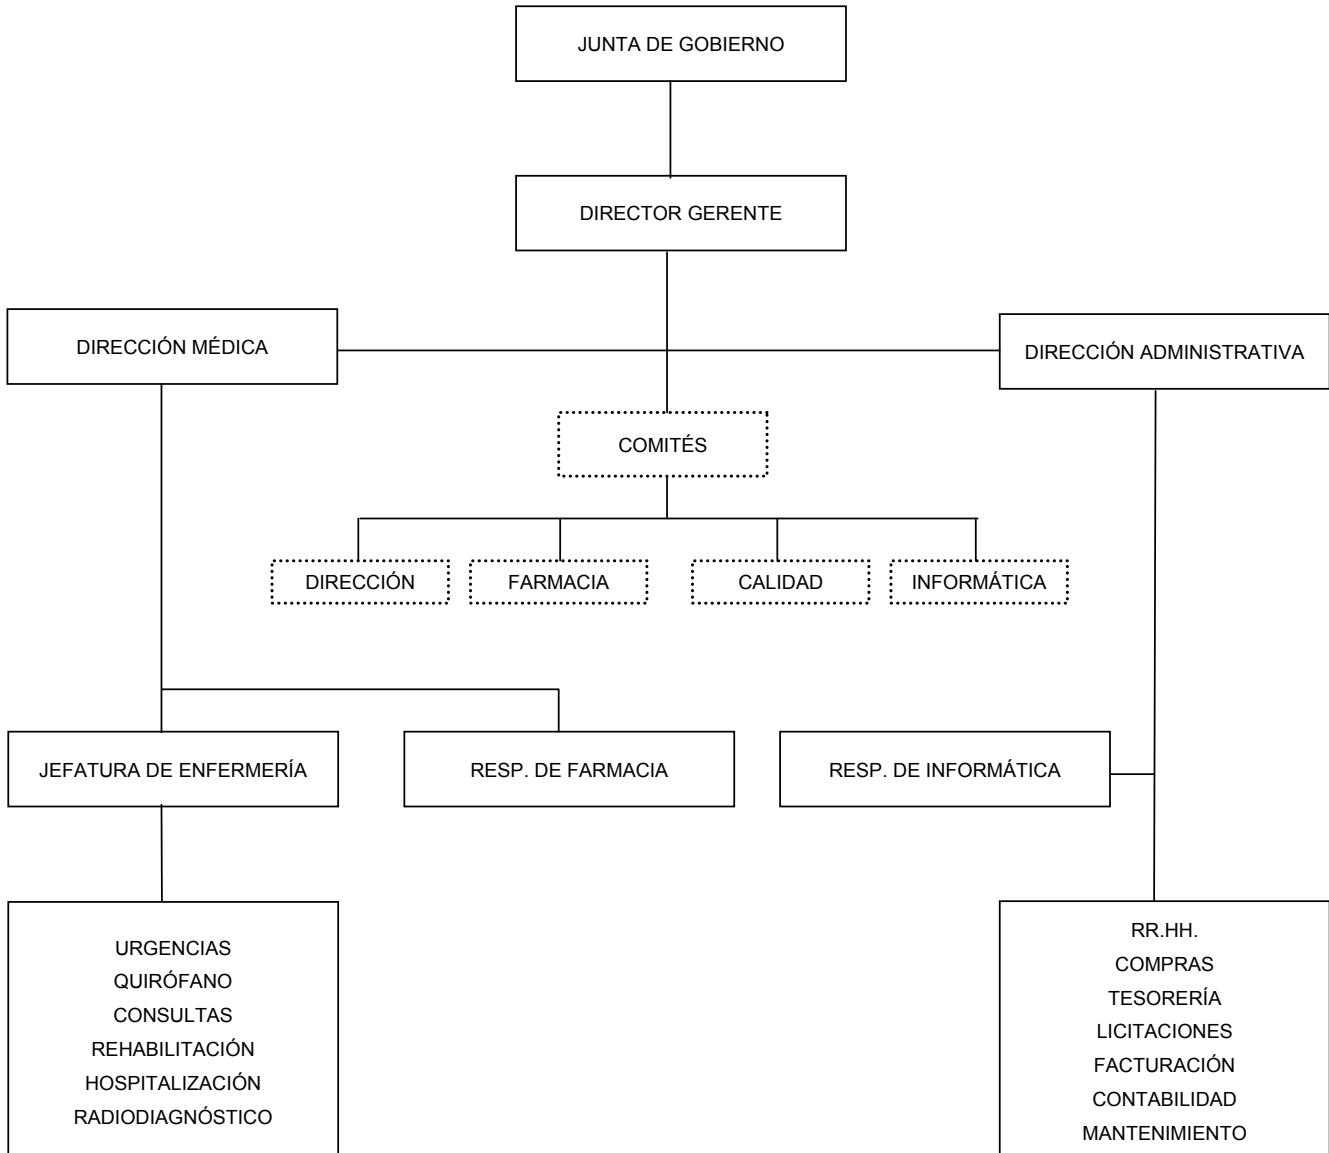 JUNTA DE GOBIERNO
DIRECTOR GERENTE
DIRECCIÓN MÉDICA
DIRECCIÓN ADMINISTRATIVA
COMITÉS
DIRECCIÓN
FARMACIA
CALIDAD
INFORMÁTICA
JEFATURA DE ENFERMERÍA
RESP. DE FARMACIA
RESP. DE INFORMÁTICA
URGENCIAS
QUIRÓFANO
CONSULTAS
REHABILITACIÓN
HOSPITALIZACIÓN
RADIODIAGNÓSTICO
RR.HH.
COMPRAS
TESORERÍA
LICITACIONES
FACTURACIÓN
CONTABILIDAD
MANTENIMIENTO